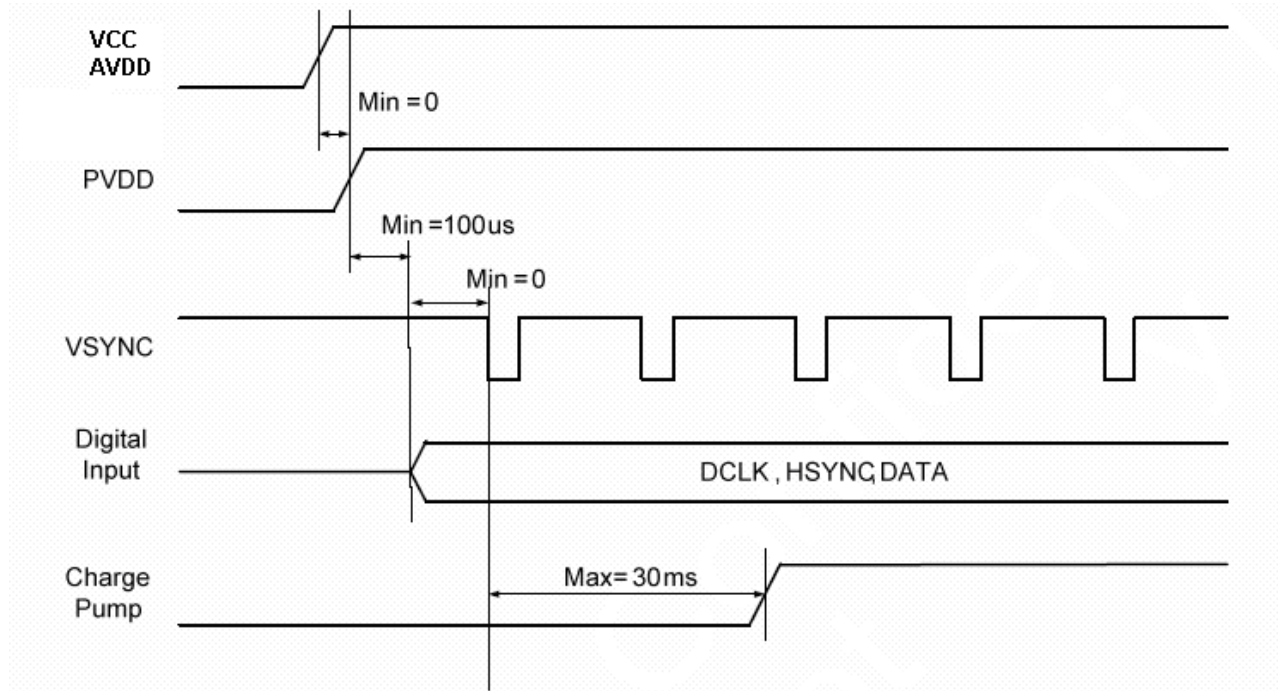 VCC
AVDD
Min =0
PVDD
Min =100us
Min =0
VSYNC
Digital
Input
DCLK , HSYNC,DATA
Charge
Pump
Max= 30ms